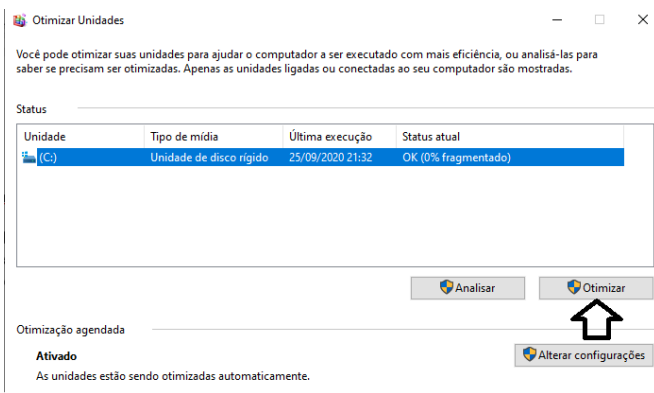 Otimizar Unidades
Você pode otimizar suas unidades para ajudar o computador a ser executado com mais eficiência, ou analisá-las para
saber se precisam ser otimizadas. Apenas as unidades ligadas ou conectadas ao seu computador são mostradas.
Status
Unidade Tipo de mídia Última execução Status atual
(C:) Unidade de disco rígido 25/09/2020 21:32 OK (0% fragmentado)
Analisar Otimizar
Otimização agendada
Ativado Alterar configurações
As unidades estão sendo otimizadas automaticamente.